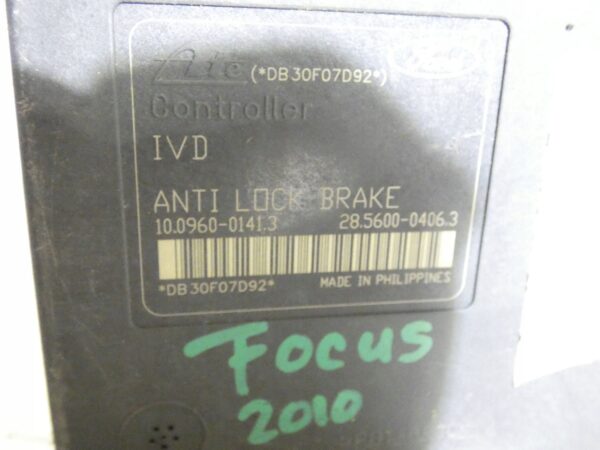 Ate (*DB30F07D92*)
Ford
Controller
IVD
ANTI LOCK BRAKE
10.0960-0141.3 28.5600-0406.3
*DB30F07D92* MADE IN PHILIPPINES
Focus
2010